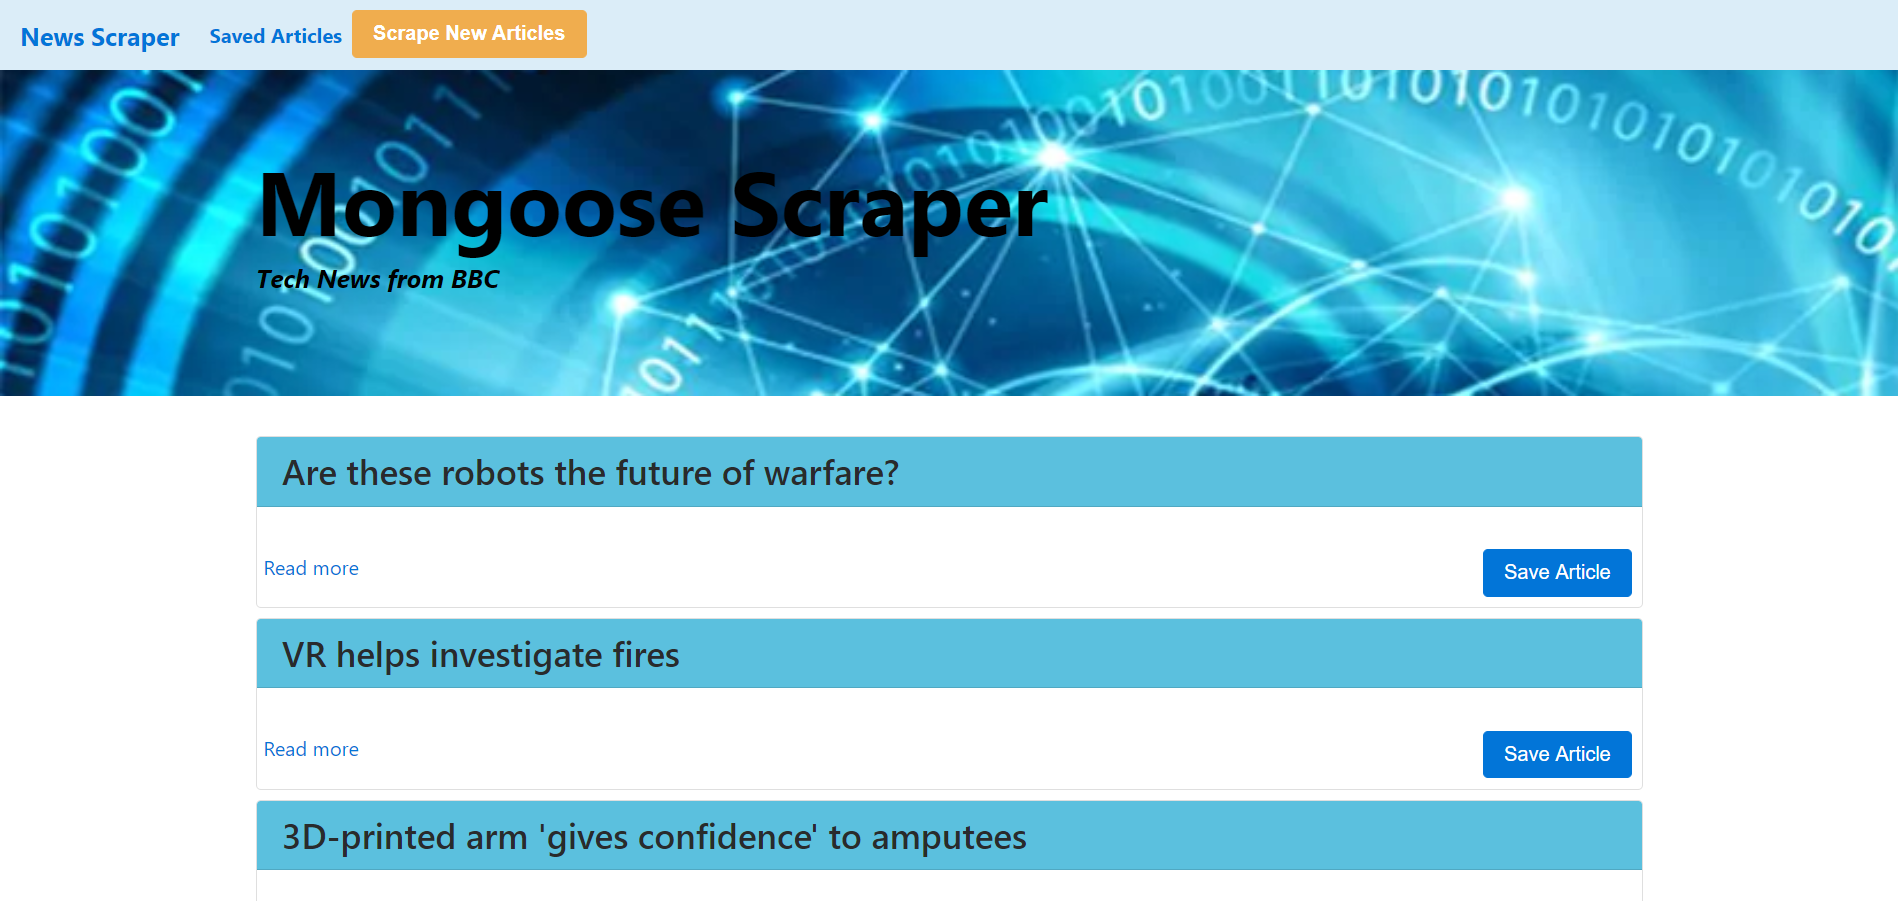 News Scraper Saved Articles Scrape New Articles
Mongoose Scraper
Tech News from BBC
Are these robots the future of warfare?
Read more Save Article
VR helps investigate fires
Read more Save Article
3D-printed arm 'gives confidence' to amputees